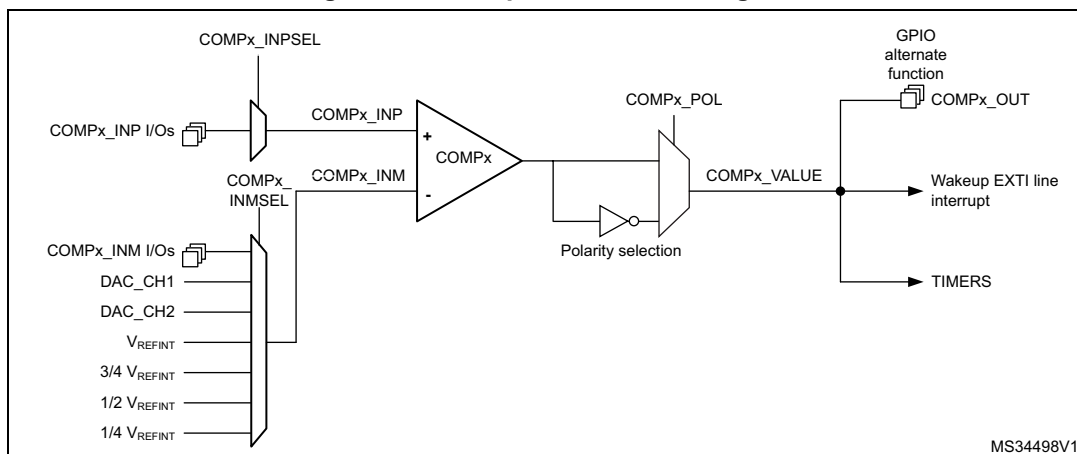 COMPx_INPSEL
COMPx_INP I/Os
COMPx_INP
+
COMPx
-
COMPx_INM
COMPx_
INMSEL
COMPx_INM I/Os
DAC_CH1
DAC_CH2
VREFINT
3/4 VREFINT
1/2 VREFINT
1/4 VREFINT
COMPx_POL
Polarity selection
COMPx_VALUE
GPIO
alternate
function
COMPx_OUT
Wakeup EXTI line
interrupt
TIMERS
MS34498V1